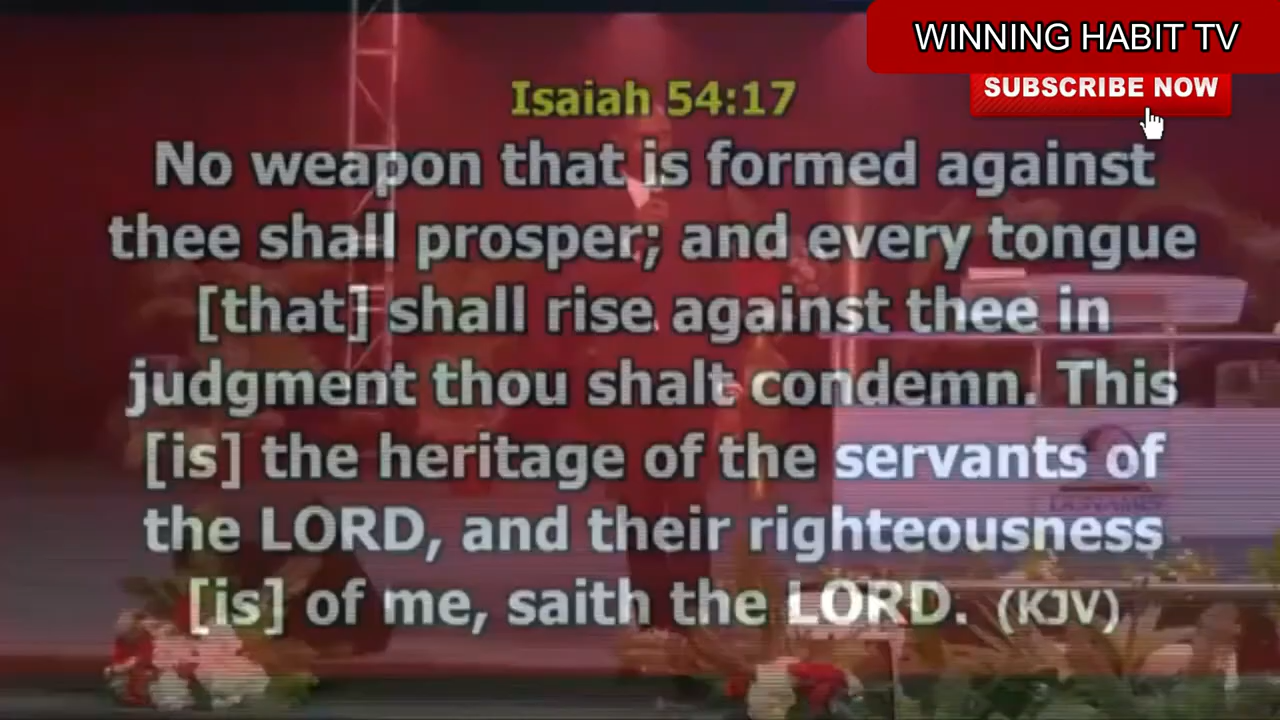 WINNING HABIT TV
SUBSCRIBE NOW
Isaiah 54:17
No weapon that is formed against
thee shall prosper; and every tongue
[that] shall rise against thee in
judgment thou shalt condemn. This
[is] the heritage of the servants of
the LORD, and their righteousness
[is] of me, saith the LORD. (KJV)